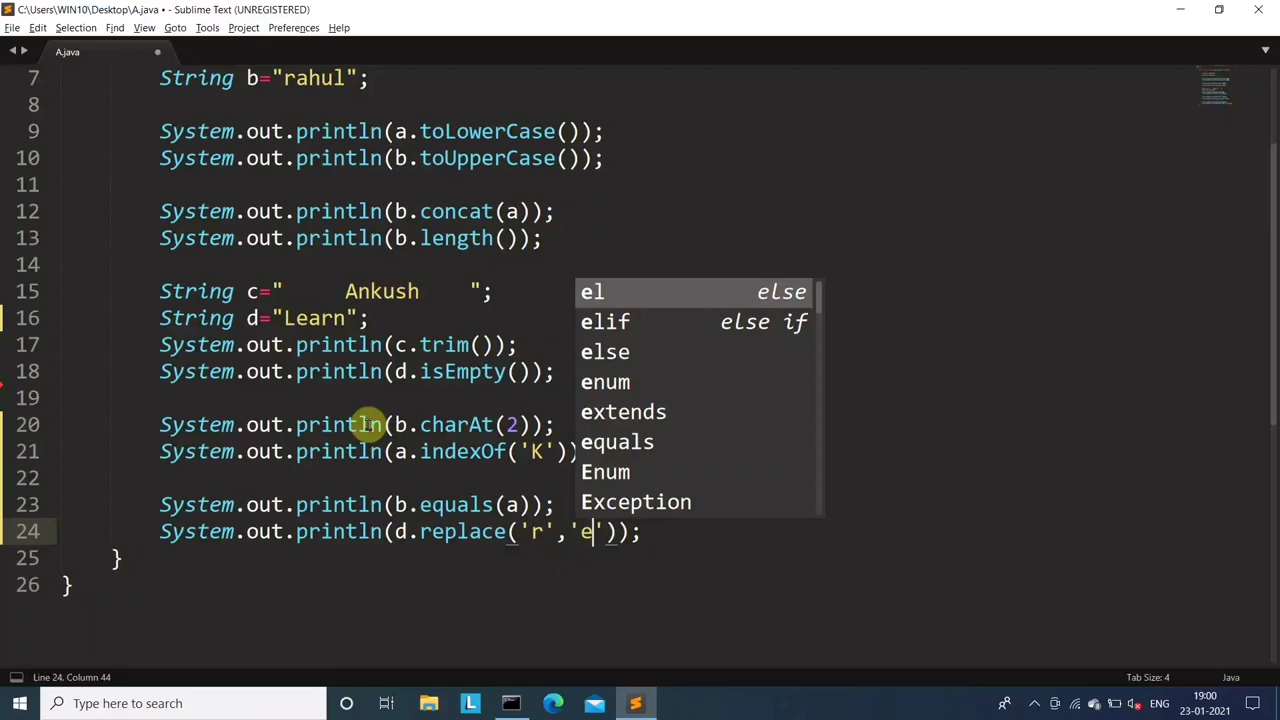 C:\Users\WIN10\Desktop\A.java • - Sublime Text (UNREGISTERED)
File Edit Selection Find View Goto Tools Project Preferences Help
A.java
7 String b="rahul";
8
9 System.out.println(a.toLowerCase());
10 System.out.println(b.toUpperCase());
11
12 System.out.println(b.concat(a));
13 System.out.println(b.length());
14
15 String c=" Ankush ";
16 String d="Learn";
17 System.out.println(c.trim());
18 System.out.println(d.isEmpty());
19
20 System.out.println(b.charAt(2));
21 System.out.println(a.indexOf('K'))
22
23 System.out.println(b.equals(a));
24 System.out.println(d.replace('r','e'));
25 }
26 }
el else
elif else if
else
enum
extends
equals
Enum
Exception
Line 24, Column 44 Tab Size: 4 Java
Type here to search
L
ENG
19:00
23-01-2021